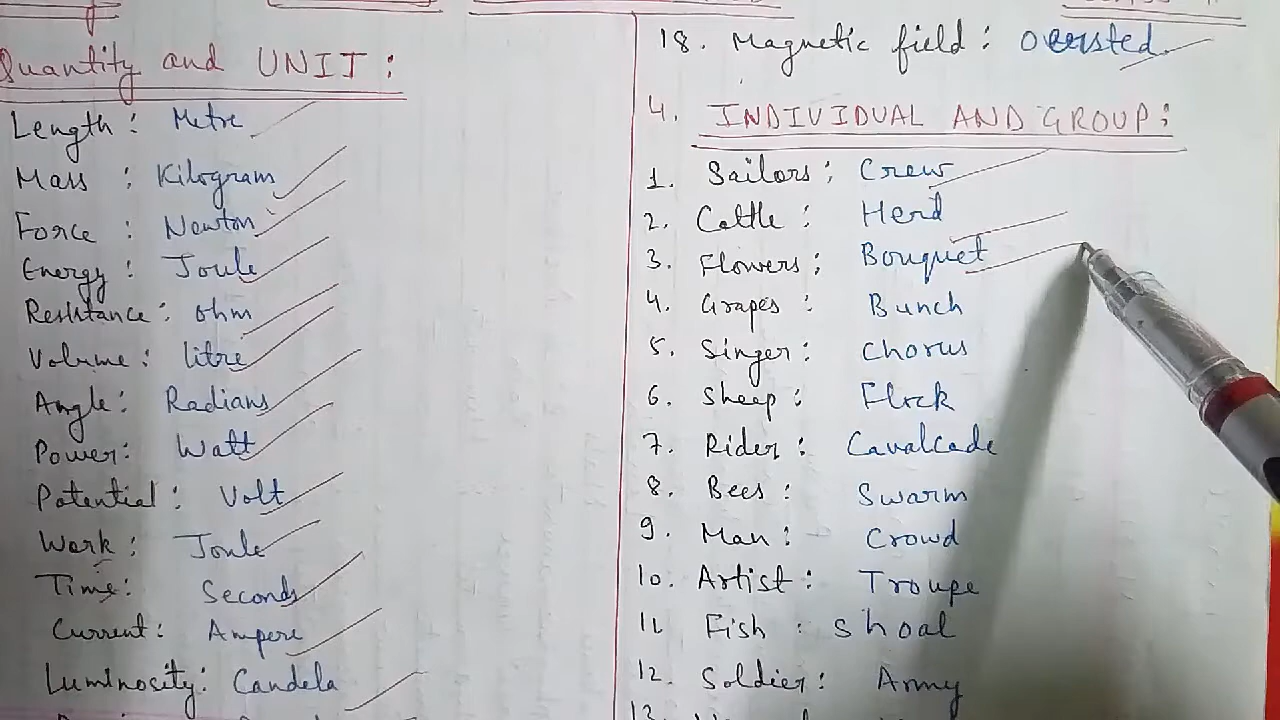 Quantity and UNIT:
Length: Metre
Mass : Kilogram
Force : Newton
Energy: Joule
Resistance: ohm
Volume: litre
Angle: Radians
Power: Watt
Potential: Volt
Work: Joule
Time: Seconds
Current: Ampere
Luminosity: Candela
18. Magnetic field: Oersted
4. INDIVIDUAL AND GROUP:
1. Sailors: Crew
2. Cattle: Herd
3. Flowers: Bouquet
4. Grapes: Bunch
5. Singer: Chorus
6. Sheep: Flock
7. Rider: Cavalcade
8. Bees: Swarm
9. Man: Crowd
10. Artist: Troupe
11. Fish: Shoal
12. Soldier: Army
13.